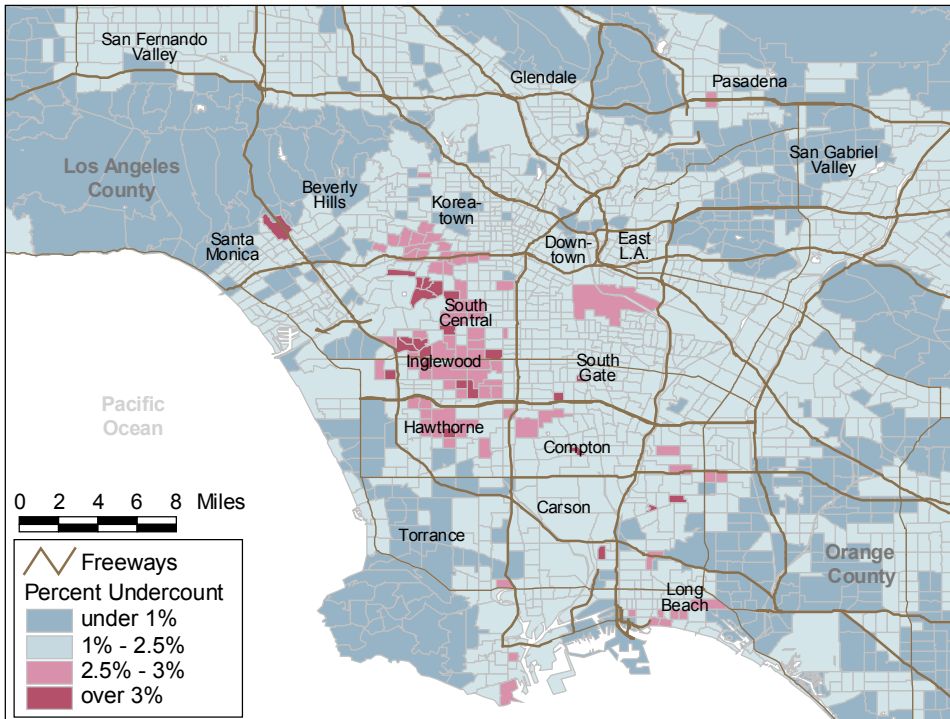 San Fernando
Valley
Glendale
Pasadena
San Gabriel
Valley
Los Angeles
County
Beverly
Hills
Korea-
town
Santa
Monica
Down-
town
East
L.A.
South
Central
Inglewood
South
Gate
Pacific
Ocean
Hawthorne
Compton
0 2 4 6 8 Miles
Carson
Torrance
Orange
County
Long
Beach
Freeways
Percent Undercount
under 1%
1% - 2.5%
2.5% - 3%
over 3%